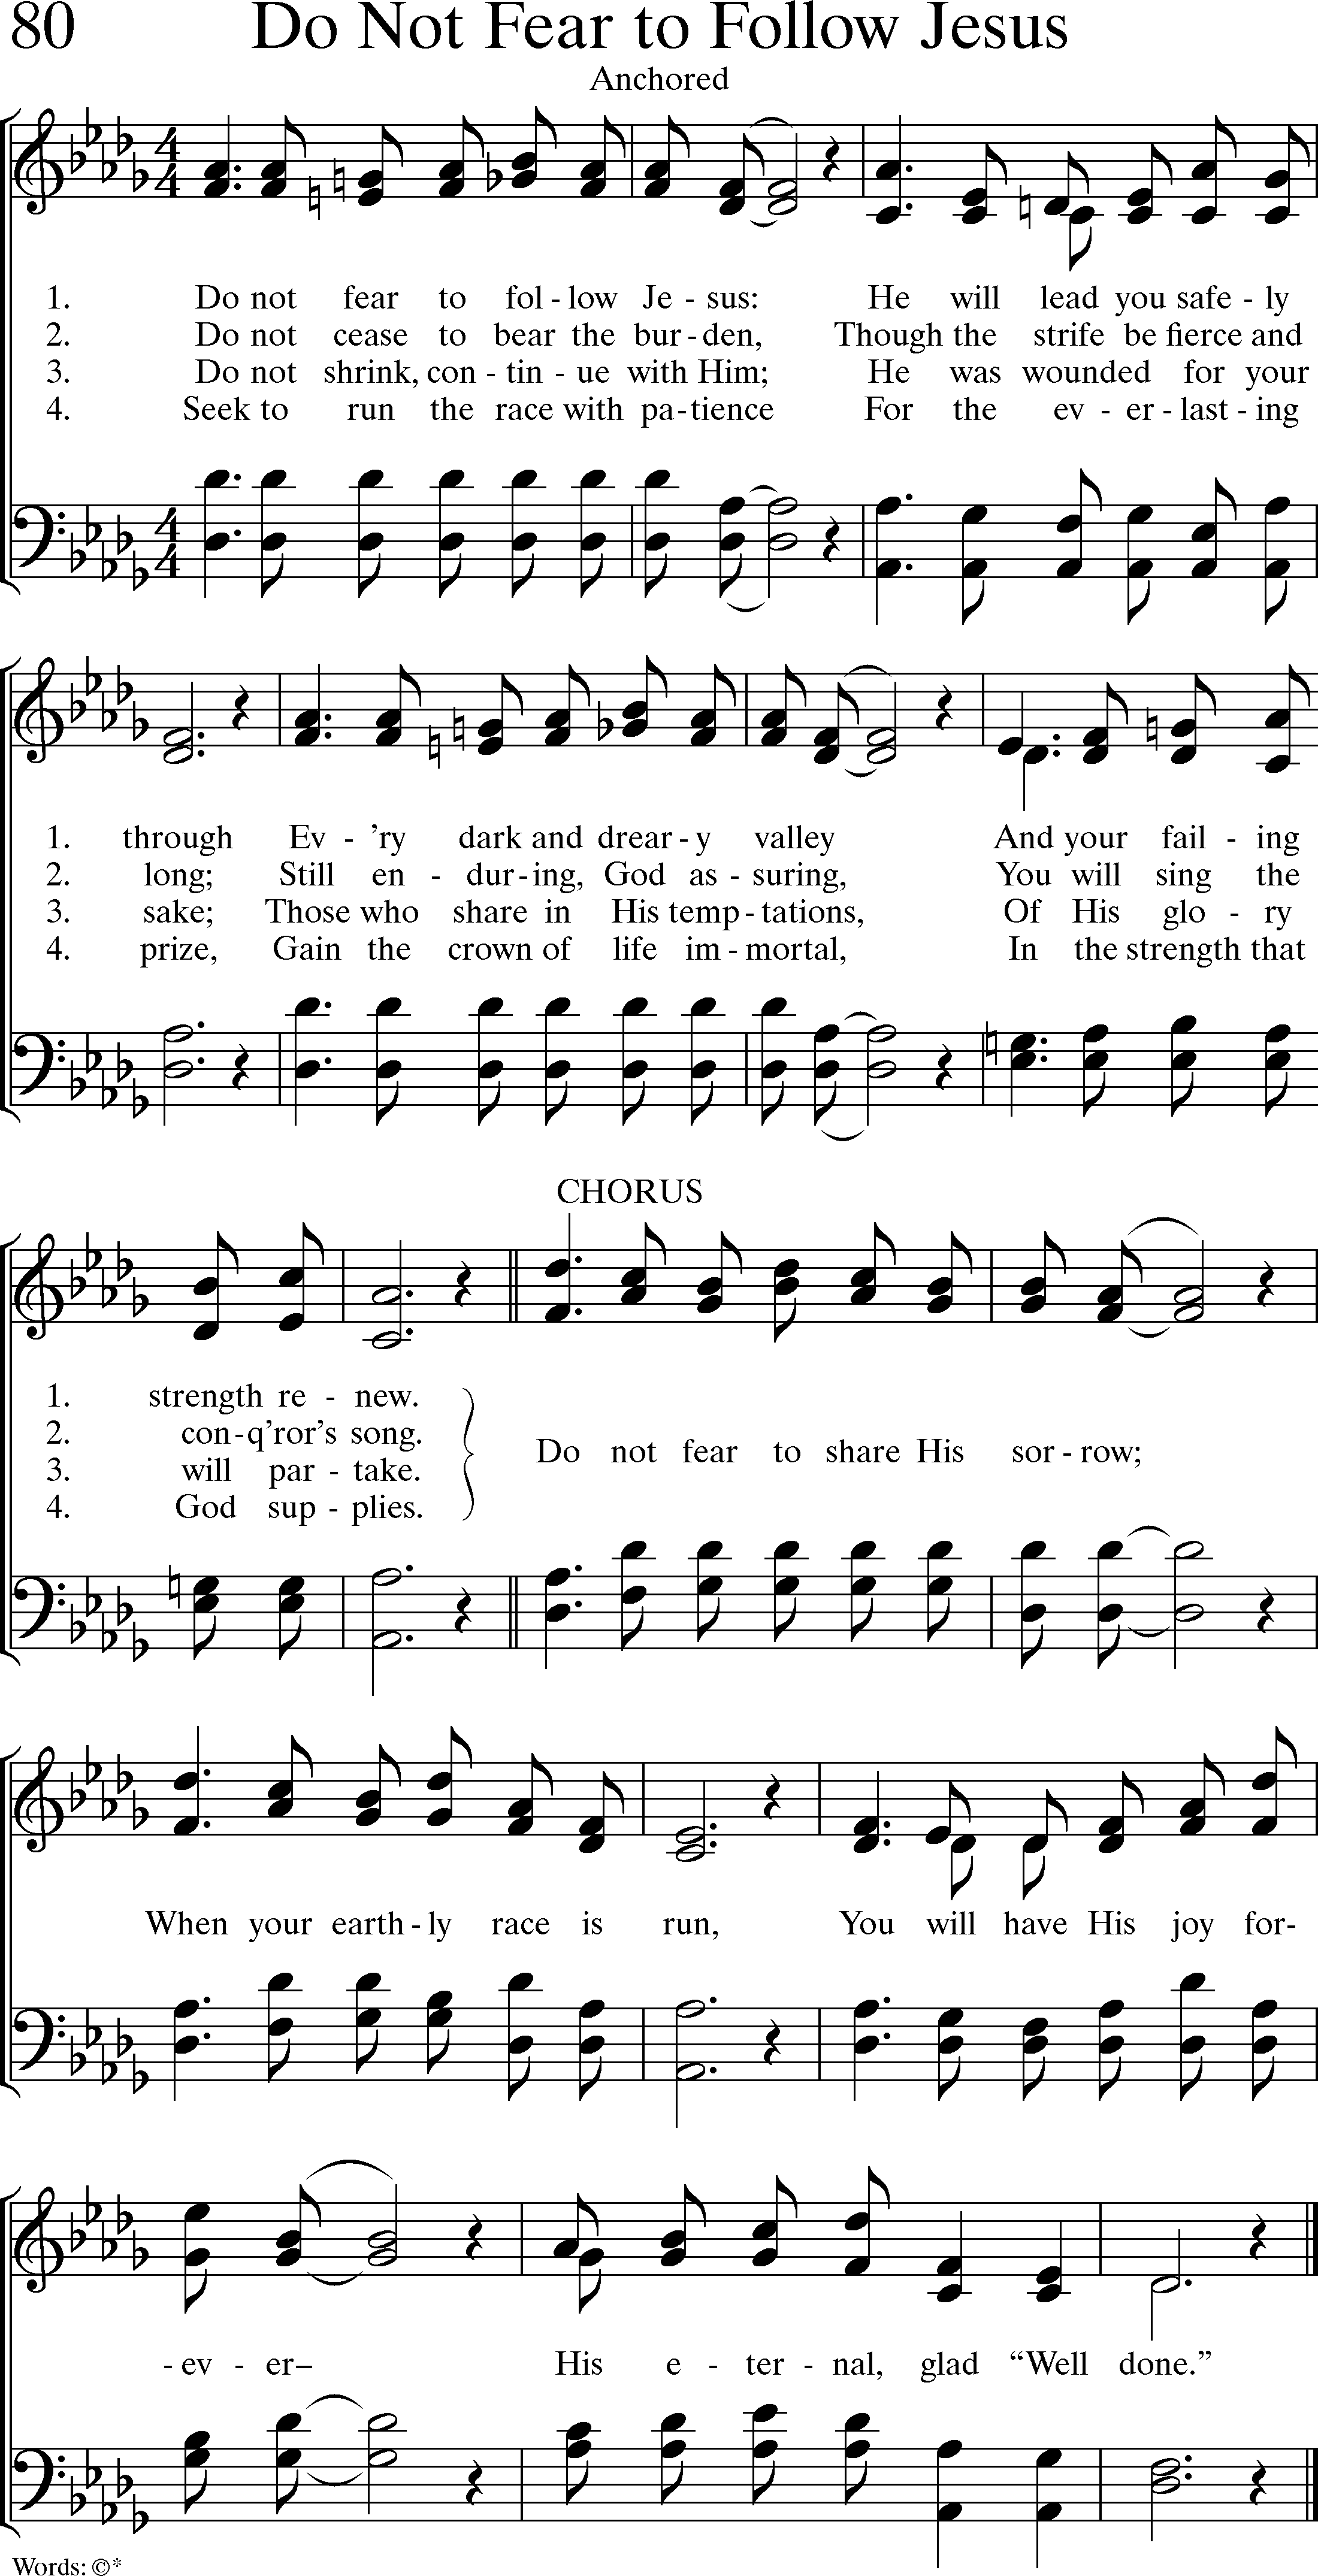 80 Do Not Fear to Follow Jesus
Anchored
4 4
1. Do not fear to fol - low Je - sus: He will lead you safe - ly
2. Do not cease to bear the bur - den, Though the strife be fierce and
3. Do not shrink, con - tin - ue with Him; He was wounded for your
4. Seek to run the race with pa - tience For the ev - er - last - ing
4 4
1. through Ev - 'ry dark and drear - y valley And your fail - ing
2. long; Still en - dur - ing, God as - suring, You will sing the
3. sake; Those who share in His temp - tations, Of His glo - ry
4. prize, Gain the crown of life im - mortal, In the strength that
CHORUS
1. strength re - new.
2. con - q'ror's song.
3. will par - take.
4. God sup - plies.
Do not fear to share His sor - row;
When your earth - ly race is run, You will have His joy for-
- ev - er– His e - ter - nal, glad “Well done.”
Words: ©*